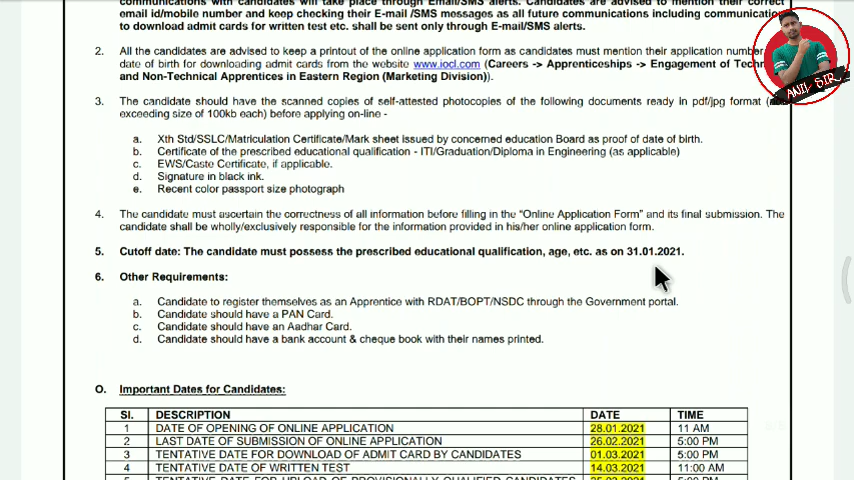 communications with candidates will take place through Email/SMS alerts. Candidates are advised to mention their correct
email id/mobile number and keep checking their E-mail /SMS messages as all future communications including communication
to download admit cards for written test etc. shall be sent only through E-mail/SMS alerts.
2. All the candidates are advised to keep a printout of the online application form as candidates must mention their application number,
date of birth for downloading admit cards from the website www.iocl.com (Careers -> Apprenticeships -> Engagement of Techn
and Non-Technical Apprentices in Eastern Region (Marketing Division)).
3. The candidate should have the scanned copies of self-attested photocopies of the following documents ready in pdf/jpg format (not
exceeding size of 100kb each) before applying on-line -
a. Xth Std/SSLC/Matriculation Certificate/Mark sheet issued by concerned education Board as proof of date of birth.
b. Certificate of the prescribed educational qualification - ITI/Graduation/Diploma in Engineering (as applicable)
c. EWS/Caste Certificate, if applicable.
d. Signature in black ink.
e. Recent color passport size photograph
4. The candidate must ascertain the correctness of all information before filling in the "Online Application Form" and its final submission. The
candidate shall be wholly/exclusively responsible for the information provided in his/her online application form.
5. Cutoff date: The candidate must possess the prescribed educational qualification, age, etc. as on 31.01.2021.
6. Other Requirements:
a. Candidate to register themselves as an Apprentice with RDAT/BOPT/NSDC through the Government portal.
b. Candidate should have a PAN Card.
c. Candidate should have an Aadhar Card.
d. Candidate should have a bank account & cheque book with their names printed.
O. Important Dates for Candidates:
Sl. DESCRIPTION DATE TIME
1 DATE OF OPENING OF ONLINE APPLICATION 28.01.2021 11 AM
2 LAST DATE OF SUBMISSION OF ONLINE APPLICATION 26.02.2021 5:00 PM
3 TENTATIVE DATE FOR DOWNLOAD OF ADMIT CARD BY CANDIDATES 01.03.2021 5:00 PM
4 TENTATIVE DATE OF WRITTEN TEST 14.03.2021 11:00 AM
TENTATIVE DATE FOR UPLOAD OF PROVISIONALLY QUALIFIED CANDIDATES
ANIL SIR